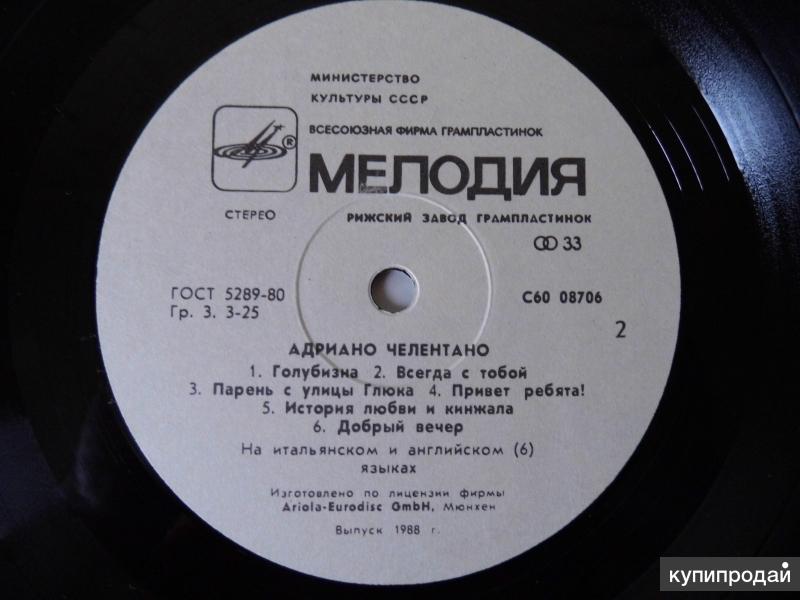 МИНИСТЕРСТВО
КУЛЬТУРЫ СССР
ВСЕСОЮЗНАЯ ФИРМА ГРАМПЛАСТИНОК
®
МЕЛОДИЯ
СТЕРЕО
РИЖСКИЙ ЗАВОД ГРАМПЛАСТИНОК
33
ГОСТ 5289-80
Гр. 3. 3-25
С60 08706
2
АДРИАНО ЧЕЛЕНТАНО
1. Голубизна 2. Всегда с тобой
3. Парень с улицы Глюка 4. Привет ребята!
5. История любви и кинжала
6. Добрый вечер
На итальянском и английском (6)
языках
Изготовлено по лицензии фирмы
Ariola-Eurodisc GmbH, Мюнхен
Выпуск 1988 г.
купипродай